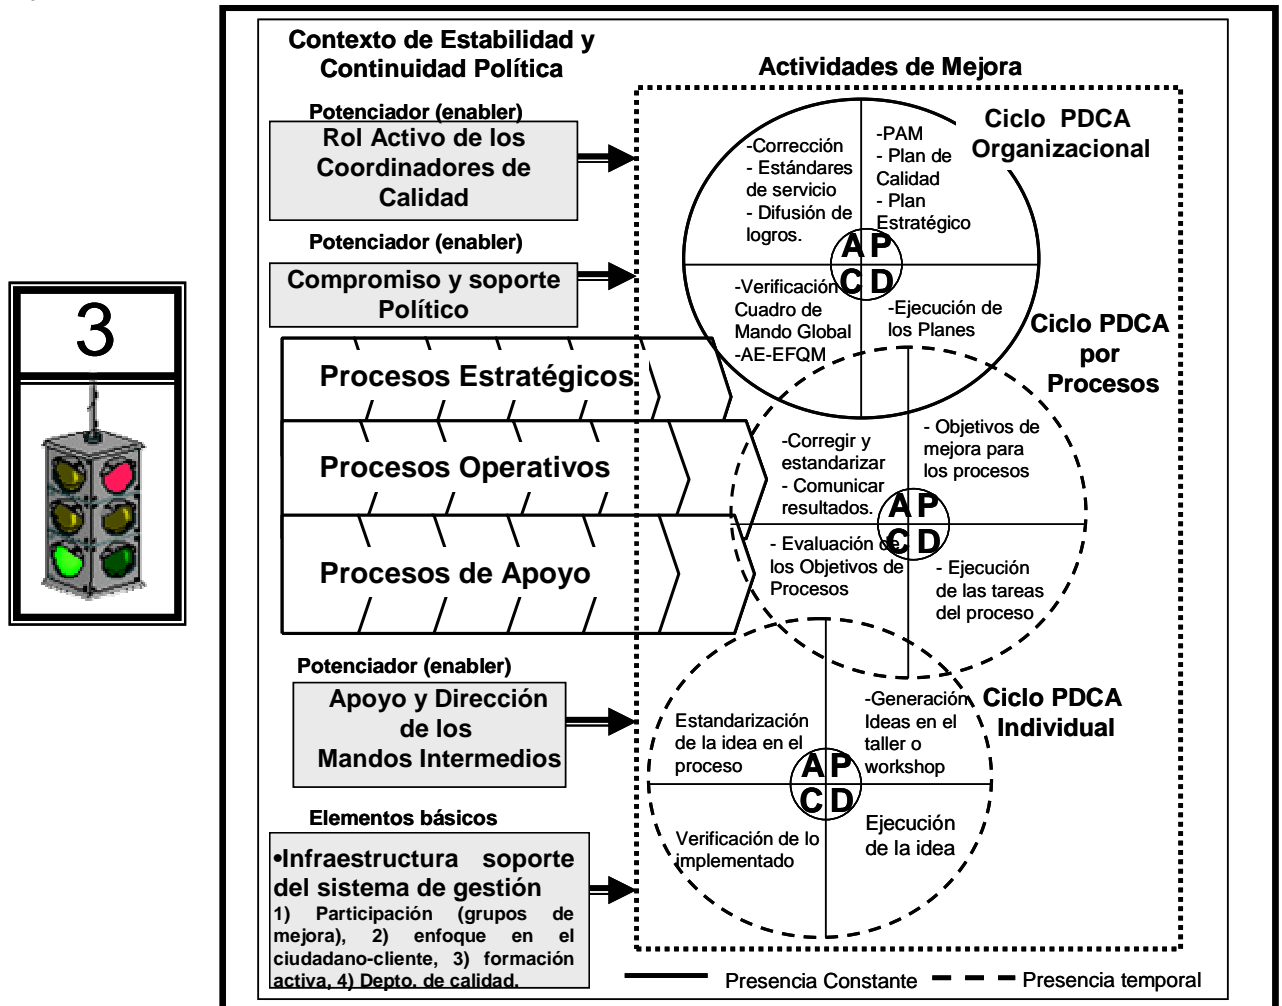 3
Contexto de Estabilidad y
Continuidad Política
Potenciador (enabler)
Rol Activo de los
Coordinadores de
Calidad
Potenciador (enabler)
Compromiso y soporte
Político
Procesos Estratégicos
Procesos Operativos
Procesos de Apoyo
Potenciador (enabler)
Apoyo y Dirección
de los
Mandos Intermedios
Elementos básicos
•Infraestructura soporte
del sistema de gestión
1) Participación (grupos de
mejora), 2) enfoque en el
ciudadano-cliente, 3) formación
activa, 4) Depto. de calidad.
Actividades de Mejora
Ciclo PDCA
Organizacional
-Corrección
- Estándares
de servicio
- Difusión de
logros.
-PAM
- Plan de
Calidad
- Plan
Estratégico
A P
C D
-Verificación
Cuadro de
Mando Global
-AE-EFQM
-Ejecución de
los Planes
Ciclo PDCA
por
Procesos
-Corregir y
estandarizar
- Comunicar
resultados.
- Objetivos de
mejora para
los procesos
A P
C D
- Evaluación de
los Objetivos de
Procesos
- Ejecución
de las tareas
del proceso
Ciclo PDCA
Individual
Estandarización
de la idea en el
proceso
-Generación
Ideas en el
taller o
workshop
A P
C D
Verificación de lo
implementado
Ejecución
de la idea
Presencia Constante
Presencia temporal